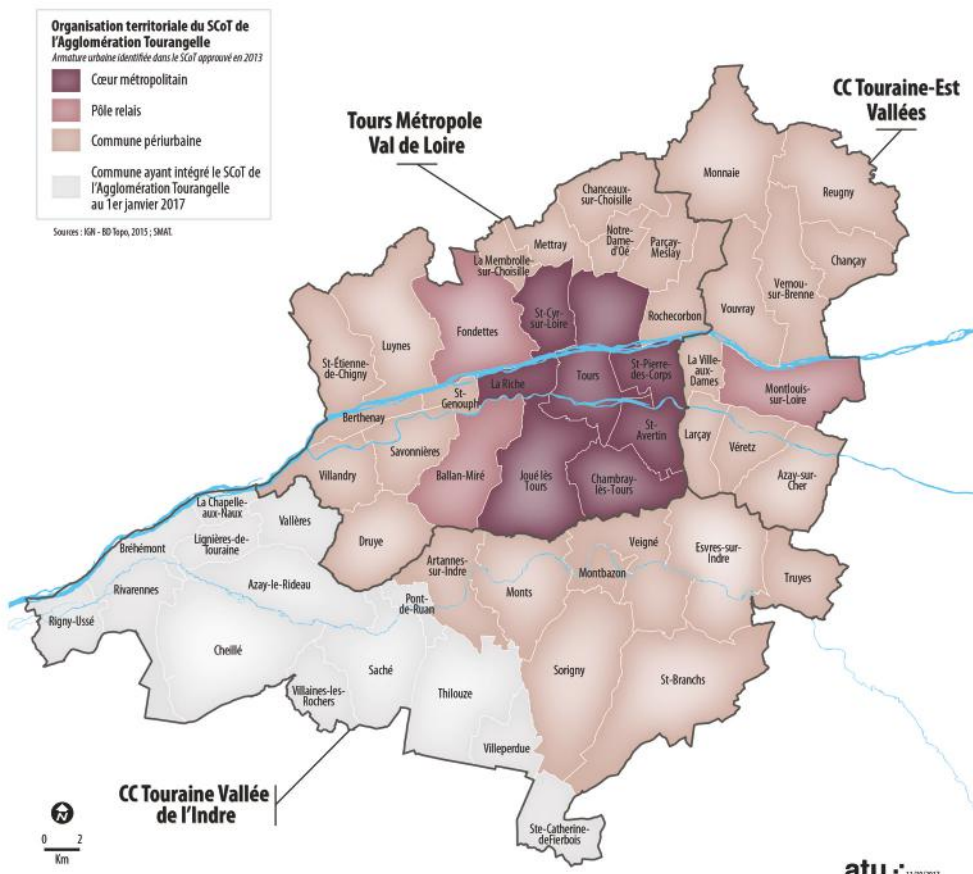 Organisation territoriale du SCoT de
l'Agglomération Tourangelle
Armature urbaine identifiée dans le SCoT approuvé en 2013
Cœur métropolitain
Pôle relais
Commune périurbaine
Commune ayant intégré le SCoT de
l'Agglomération Tourangelle
au 1er janvier 2017
Sources : IGN - BD Topo, 2015 ; SMAT.
Tours Métropole
Val de Loire
CC Touraine-Est
Vallées
Monnaie
Reugny
Chanceaux-
sur-Choisille
Notre-
Dame-
d'Oé
Parçay-
Meslay
Mettray
La Membrolle-
sur-Choisille
Chançay
Vernou-
sur-Brenne
Vouvray
Rochecorbon
St-Cyr-
sur-Loire
Fondettes
Luynes
St-Étienne-
de-Chigny
La Riche
Tours
St-Pierre-
des-Corps
La Ville-
aux-
Dames
Montlouis-
sur-Loire
St-
Genouph
Berthenay
Savonnières
Villandry
Ballan-Miré
Joué lès
Tours
St-
Avertin
Chambray-
lès-Tours
Larçay
Véretz
Azay-sur-
Cher
La Chapelle-
aux-Naux
Vallères
Lignières-de-
Touraine
Bréhémont
Druye
Rivarennes
Azay-le-Rideau
Rigny-Ussé
Cheillé
Artannes-
sur-Indre
Pont-
de-Ruan
Monts
Montbazon
Veigné
Esvres-sur-
Indre
Truyes
Saché
Villaines-les-
Rochers
Thilouze
Villeperdue
Sorigny
St-Branchs
Ste-Catherine-
deFierbois
CC Touraine Vallée
de l'Indre
N
0 2
Km
atu